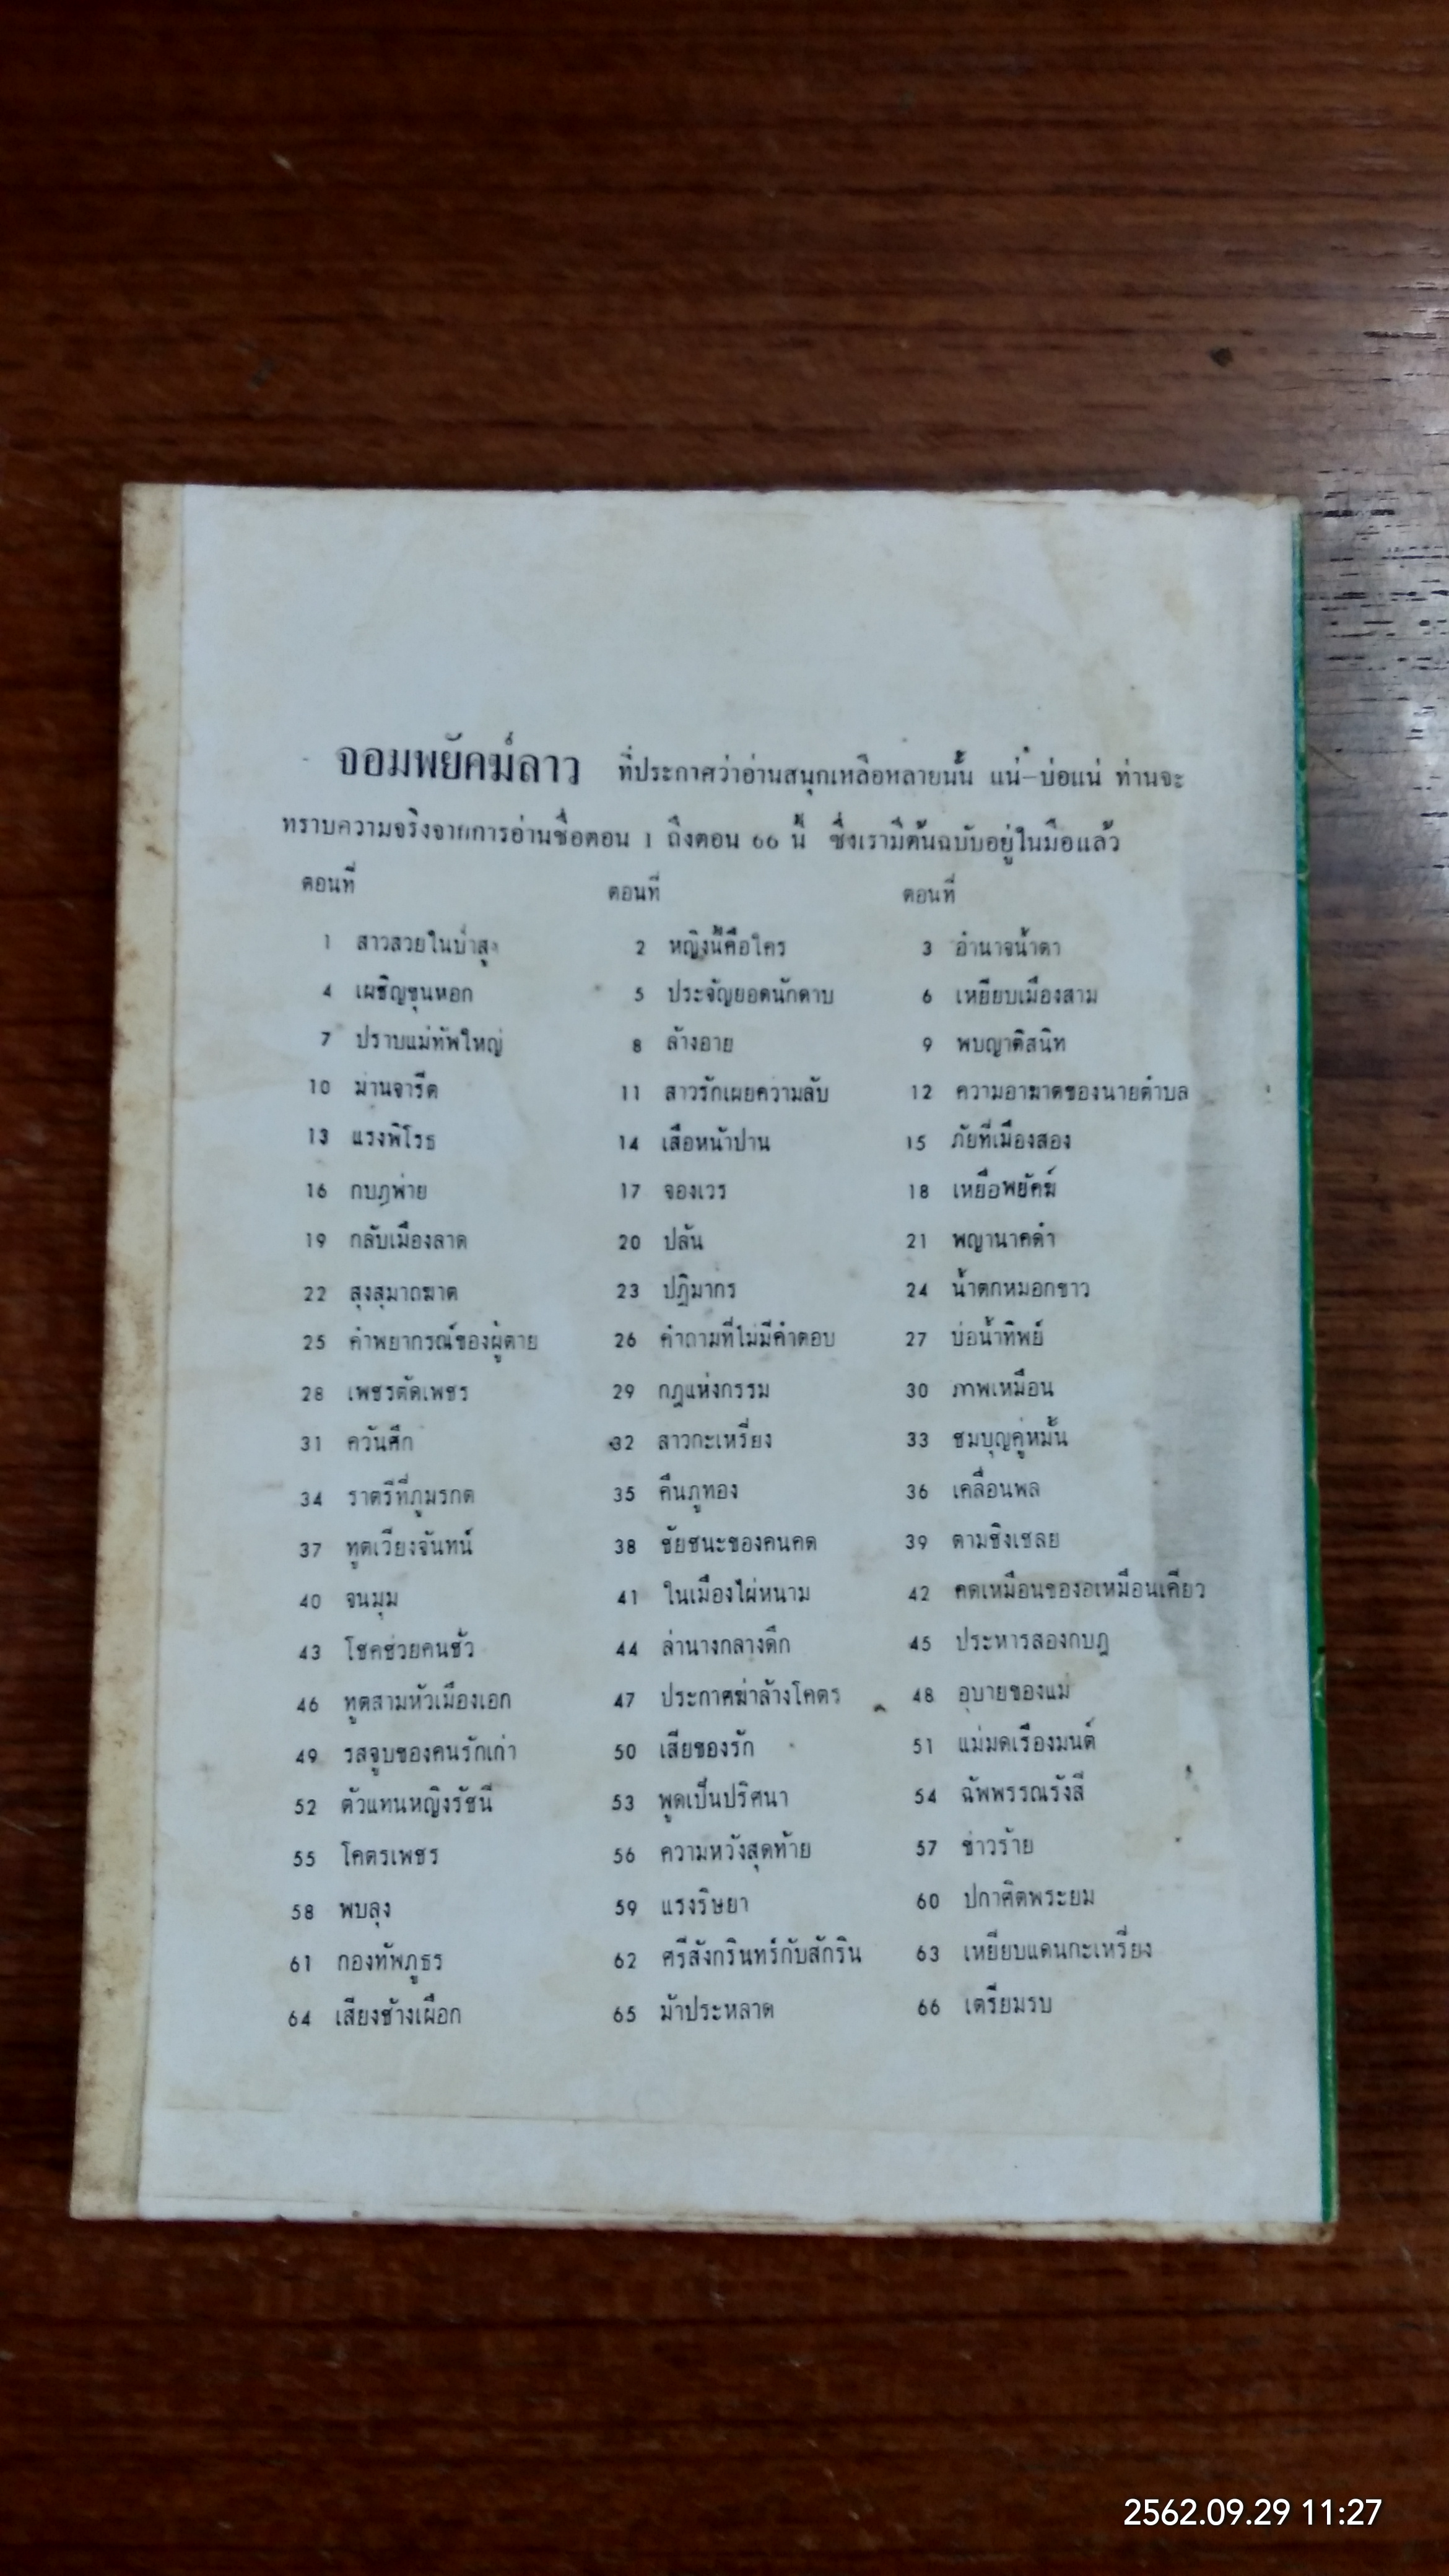 จอมพยัคฆ์ลาว ที่ประกาศว่าอ่านสนุกเหลือหลายนั้น แน่-บ่อแน่ ท่านจะ
ทราบความจริงจากการอ่านชื่อตอน 1 ถึงตอน 66 นี้ ซึ่งเรามีต้นฉบับอยู่ในมือแล้ว
ตอนที่ ตอนที่ ตอนที่
1 สาวสวยในป่าสูง 2 หญิงนี้คือใคร 3 อำนาจน้ำตา
4 เผชิญขุนหอก 5 ประจัญยอดนักดาบ 6 เหยียบเมืองสาม
7 ปราบแม่ทัพใหญ่ 8 ล้างอาย 9 พบญาติสนิท
10 ม่านจารีต 11 สาวรักเผยความลับ 12 ความอาฆาตของนายตำบล
13 แรงพิโรธ 14 เสือหน้าปาน 15 ภัยที่เมืองสอง
16 กบฎพ่าย 17 จองเวร 18 เหยื่อพยัคฆ์
19 กลับเมืองลาด 20 ปล้น 21 พญานาคดำ
22 สุงสุมาถฆาต 23 ปฎิมากร 24 น้ำตกหมอกขาว
25 คำพยากรณ์ของผู้ตาย 26 คำถามที่ไม่มีคำตอบ 27 บ่อน้ำทิพย์
28 เพชรตัดเพชร 29 กฎแห่งกรรม 30 ภาพเหมือน
31 ควันศึก 32 สาวกะเหรี่ยง 33 ชมบุญคู่หมั้น
34 ราตรีที่ภูมรกต 35 คืนภูทอง 36 เคลื่อนพล
37 ทูตเวียงจันทน์ 38 ชัยชนะของคนคด 39 ตามชิงเชลย
40 จนมุม 41 ในเมืองไผ่หนาม 42 คดเหมือนของอเหมือนเคียว
43 โชคช่วยคนชั่ว 44 ล่านางกลางดึก 45 ประหารสองกบฎ
46 ทูตสามหัวเมืองเอก 47 ประกาศฆ่าล้างโคตร 48 อุบายของแม่
49 รสจูบของคนรักเก่า 50 เสียของรัก 51 แม่มดเรืองมนต์
52 ตัวแทนหญิงรัชนี 53 พูดเป็นปริศนา 54 ฉัพพรรณรังสี
55 โคตรเพชร 56 ความหวังสุดท้าย 57 ข่าวร้าย
58 พบลุง 59 แรงริษยา 60 ปกาศิตพระยม
61 กองทัพภูธร 62 ศรีสังกรินทร์กับสักริน 63 เหยียบแดนกะเหรี่ยง
64 เสียงช้างเผือก 65 ม้าประหลาด 66 เตรียมรบ
2562.09.29 11:27